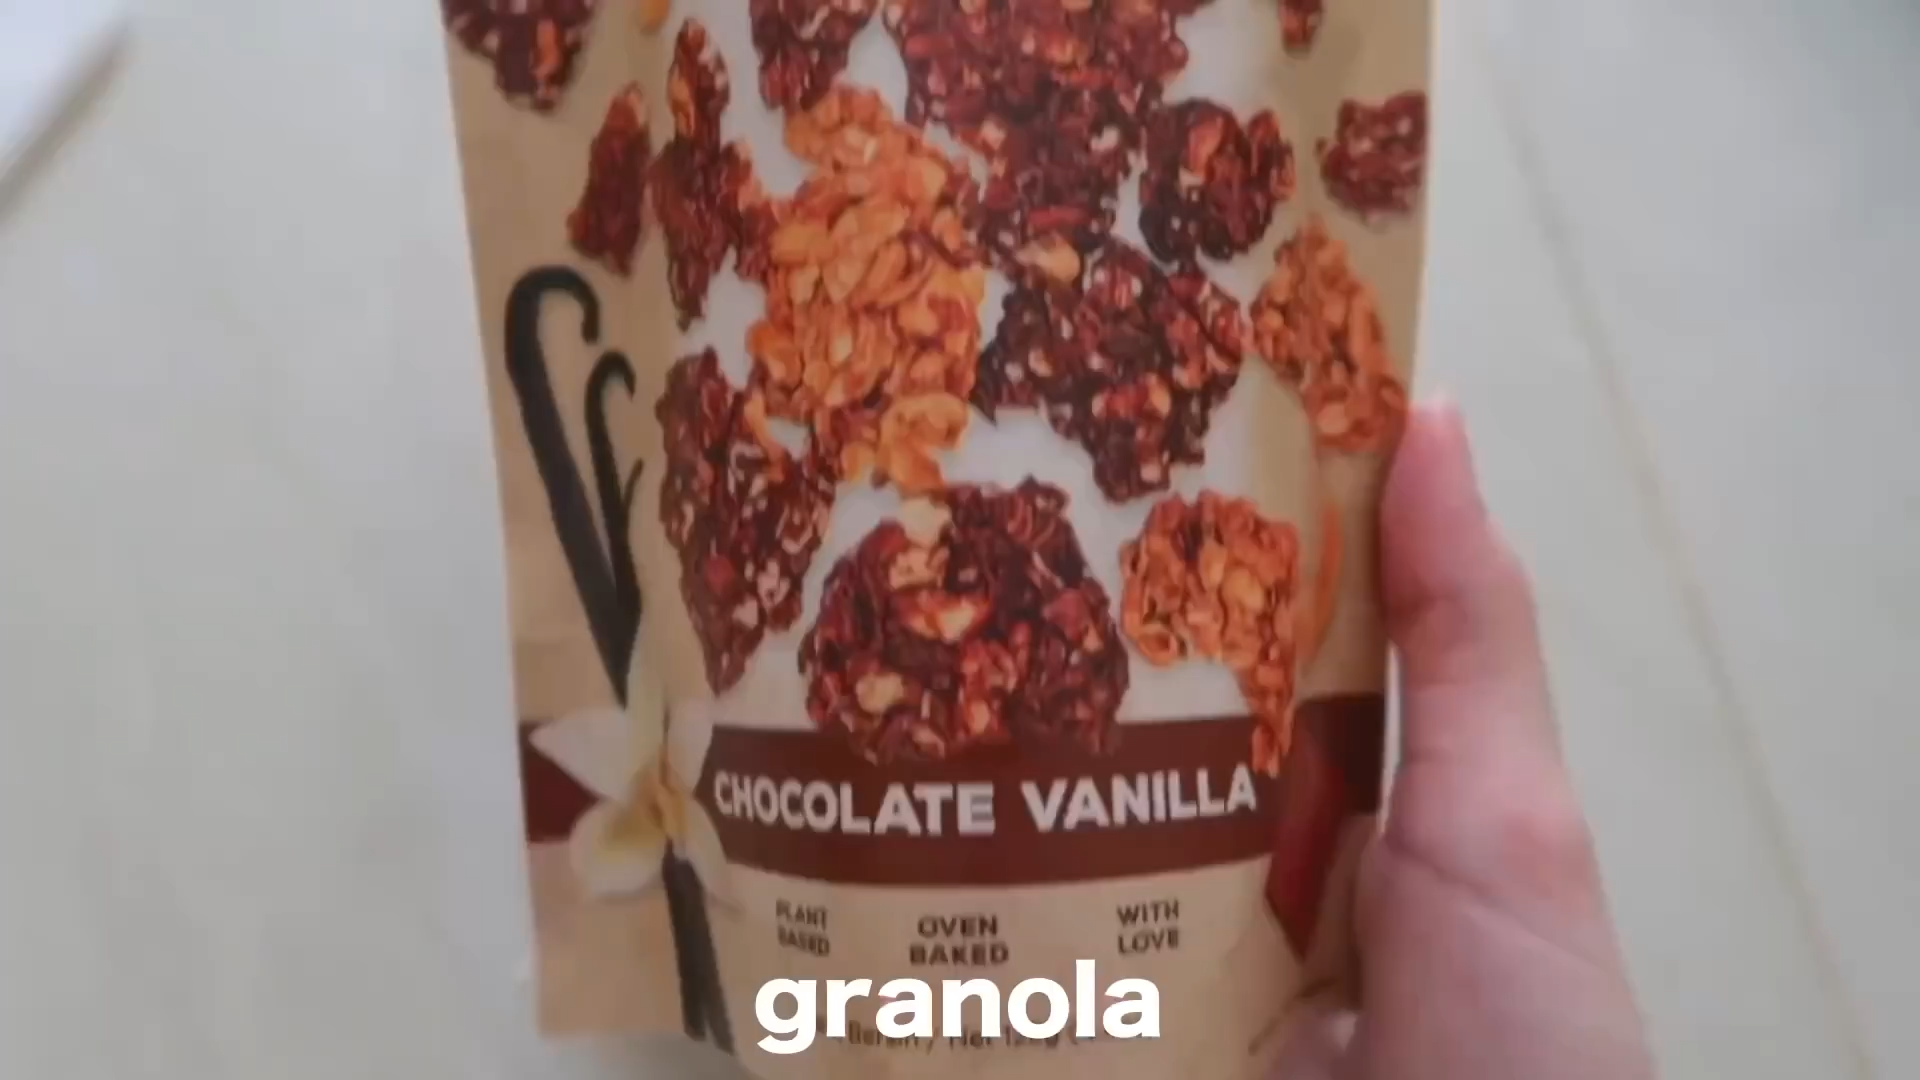 CHOCOLATE VANILLA
PLANT
BASED
OVEN
BAKED
WITH
LOVE
granola